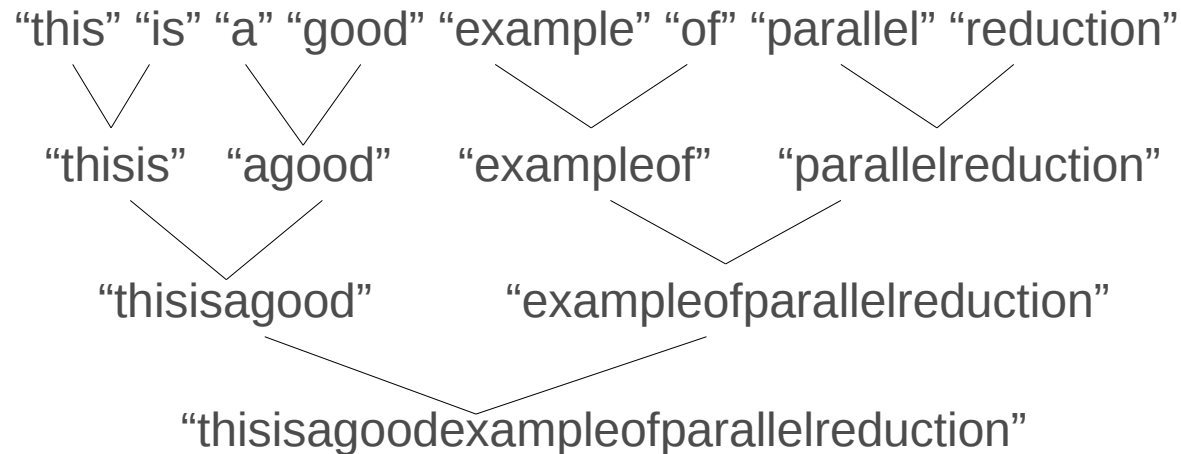 “this” “is” “a” “good” “example” “of” “parallel” “reduction”
“thisis” “agood” “exampleof” “parallelreduction”
“thisisagood” “exampleofparallelreduction”
“thisisagoodexampleofparallelreduction”